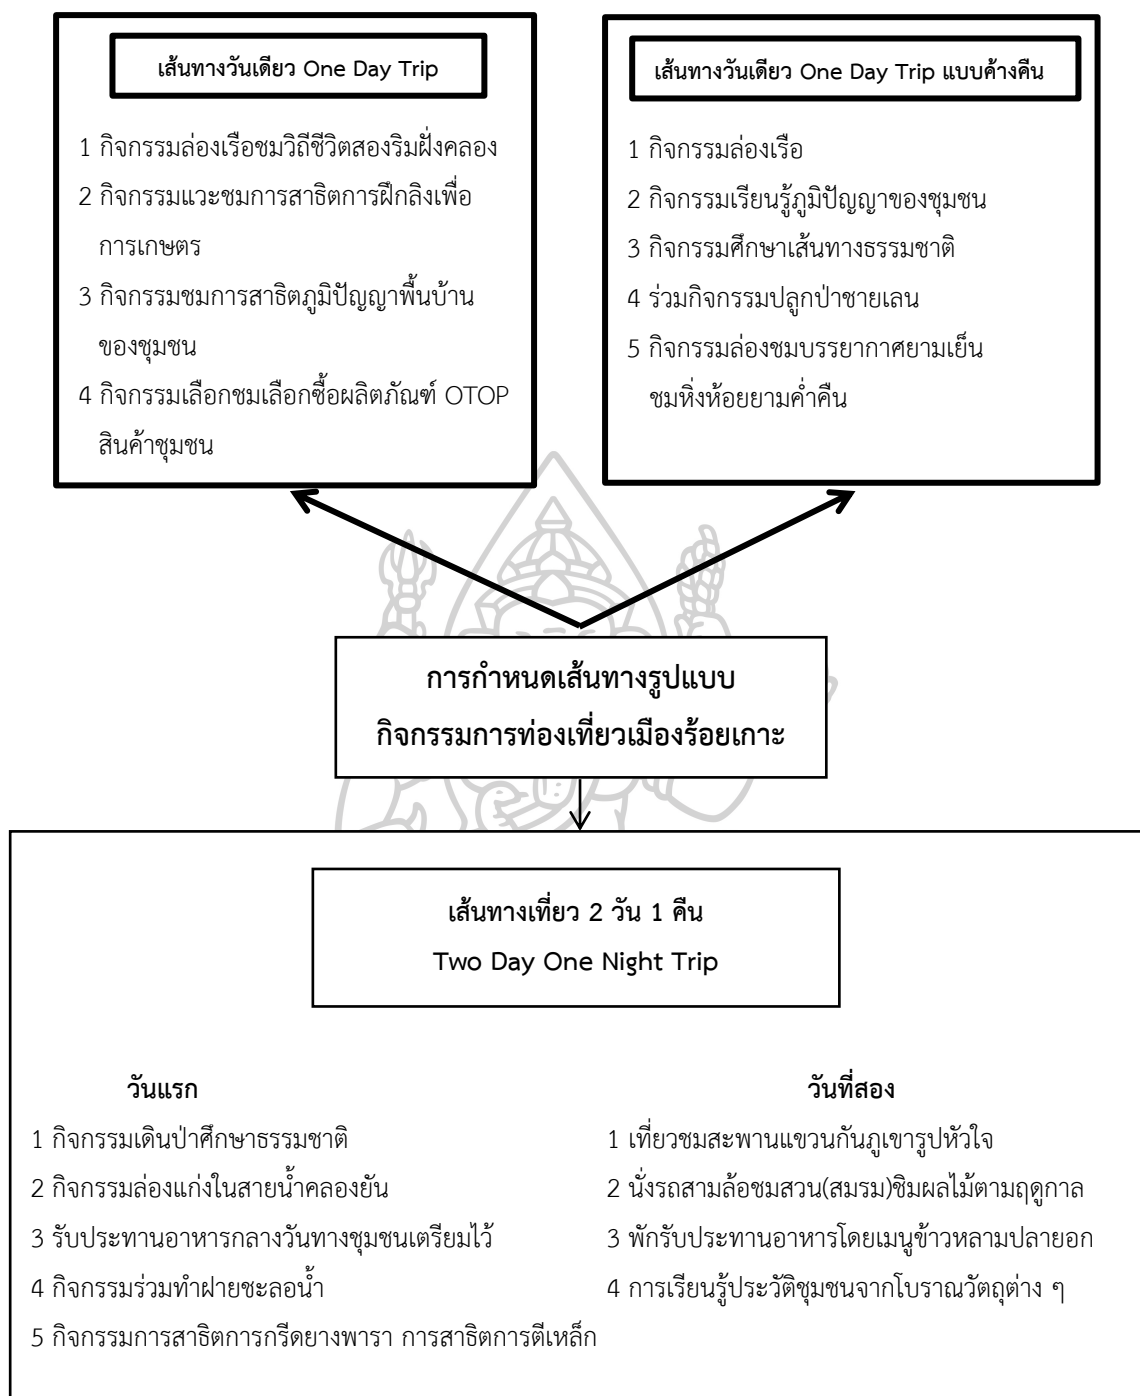 เส้นทางวันเดียว One Day Trip
1 กิจกรรมล่องเรือชมวิถีชีวิตสองริมฝั่งคลอง
2 กิจกรรมแวะชมการสาธิตการฝึกลิงเพื่อ
การเกษตร
3 กิจกรรมชมการสาธิตภูมิปัญญาพื้นบ้าน
ของชุมชน
4 กิจกรรมเลือกชมเลือกซื้อผลิตภัณฑ์ OTOP
สินค้าชุมชน
เส้นทางวันเดียว One Day Trip แบบค้างคืน
1 กิจกรรมล่องเรือ
2 กิจกรรมเรียนรู้ภูมิปัญญาของชุมชน
3 กิจกรรมศึกษาเส้นทางธรรมชาติ
4 ร่วมกิจกรรมปลูกป่าชายเลน
5 กิจกรรมล่องชมบรรยากาศยามเย็น
ชมหิ่งห้อยยามค่ำคืน
การกำหนดเส้นทางรูปแบบ
กิจกรรมการท่องเที่ยวเมืองร้อยเกาะ
เส้นทางเที่ยว 2 วัน 1 คืน
Two Day One Night Trip
วันแรก
1 กิจกรรมเดินป่าศึกษาธรรมชาติ
2 กิจกรรมล่องแก่งในสายน้ำคลองยัน
3 รับประทานอาหารกลางวันทางชุมชนเตรียมไว้
4 กิจกรรมร่วมทำฝายชะลอน้ำ
5 กิจกรรมการสาธิตการกรีดยางพารา การสาธิตการตีเหล็ก
วันที่สอง
1 เที่ยวชมสะพานแขวนกันภูเขารูปหัวใจ
2 นั่งรถสามล้อชมสวน(สมรม)ชิมผลไม้ตามฤดูกาล
3 พักรับประทานอาหารโดยเมนูข้าวหลามปลายอก
4 การเรียนรู้ประวัติชุมชนจากโบราณวัตถุต่าง ๆ